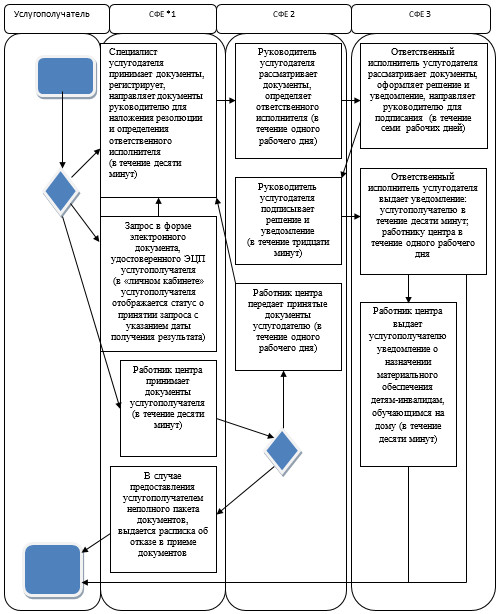 Услугополучатель
СФЕ *1
СФЕ 2
СФЕ 3
Специалист
услугодателя
принимает документы,
регистрирует,
направляет документы
руководителю для
наложения резолюции
и определения
ответственного
исполнителя
(в течение десяти
минут)
Руководитель
услугодателя
рассматривает
документы,
определяет
ответственного
исполнителя (в
течение одного
рабочего дня)
Ответственный
исполнитель услугодателя
рассматривает документы,
оформляет решение и
уведомление, направляет
руководителю для
подписания (в течение
семи рабочих дней)
Руководитель
услугодателя
подписывает
решение и
уведомление
(в течение тридцати
минут)
Ответственный
исполнитель услугодателя
выдает уведомление:
услугополучателю в
течение десяти минут;
работнику центра в
течение одного рабочего
дня
Запрос в форме
электронного
документа,
удостоверенного ЭЦП
услугополучателя
(в «личном кабинете»
услугополучателя
отображается статус о
принятии запроса с
указанием даты
получения результата)
Работник центра
передает принятые
документы
услугодателю (в
течение одного
рабочего дня)
Работник центра
выдает
услугополучателю
уведомление о
назначении
материального
обеспечения
детям-инвалидам,
обучающимся на
дому (в течение
десяти минут)
Работник центра
принимает
документы
услугополучателя
(в течение десяти
минут)
В случае
предоставления
услугополучателем
неполного пакета
документов,
выдается расписка об
отказе в приеме
документов